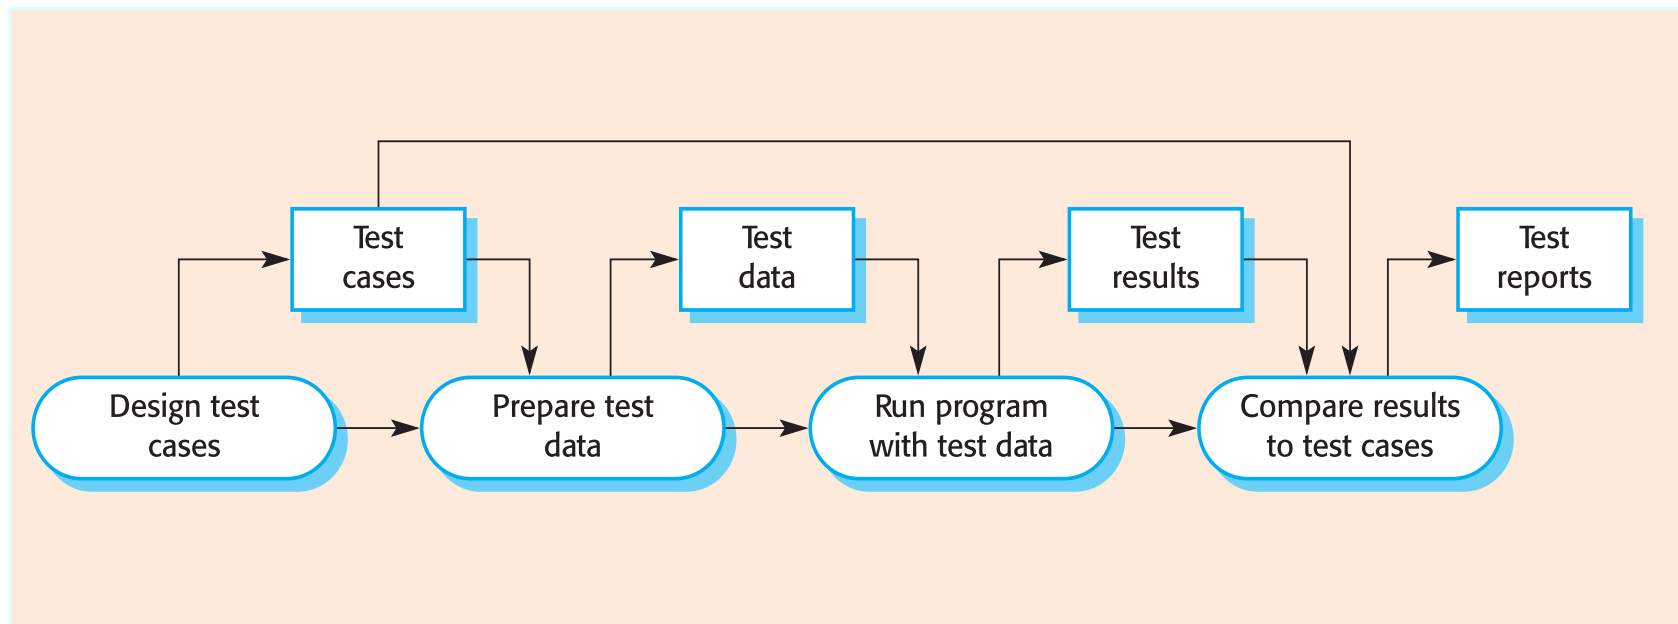 Test
cases
Test
data
Test
results
Test
reports
Design test
cases
Prepare test
data
Run program
with test data
Compare results
to test cases